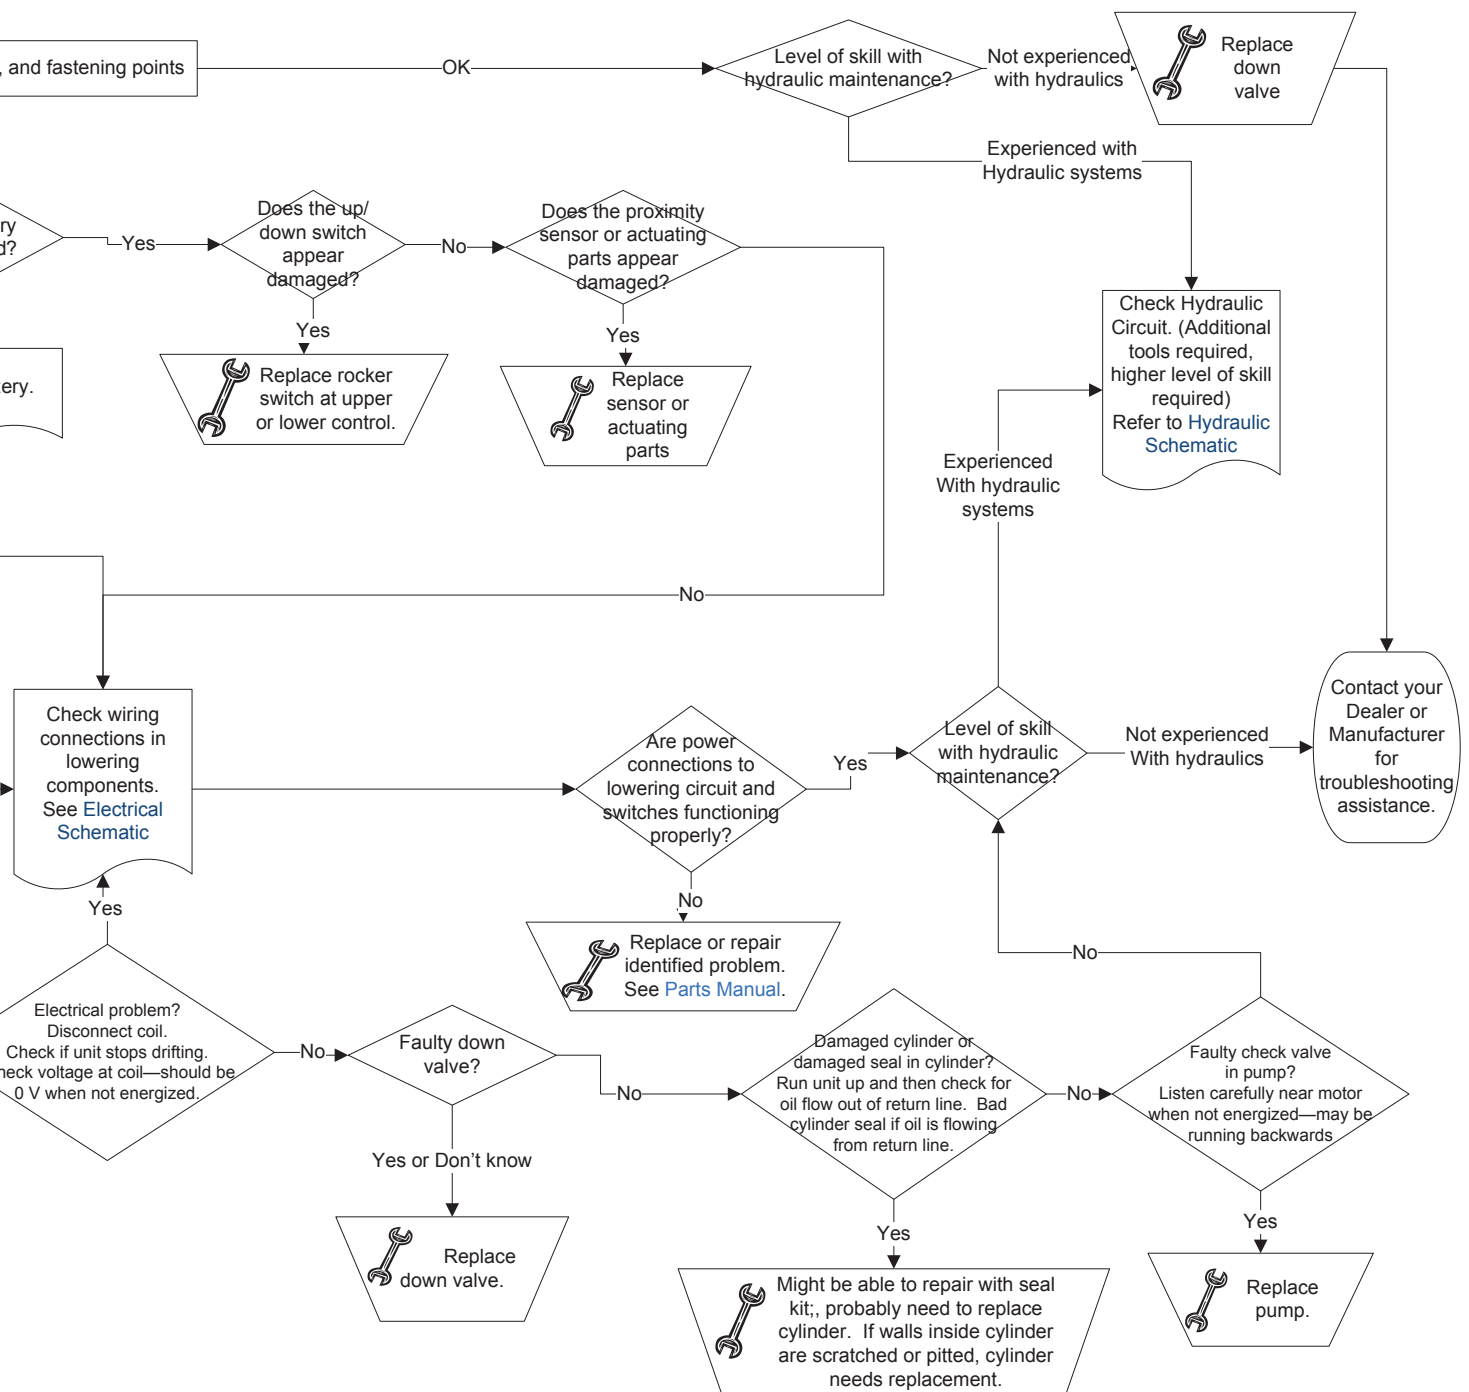 , and fastening points
OK
Level of skill with
hydraulic maintenance?
Not experienced
with hydraulics
Replace
down
valve
Experienced with
Hydraulic systems
ry
d?
Yes
Does the up/
down switch
appear
damaged?
No
Does the proximity
sensor or actuating
parts appear
damaged?
Yes
Replace rocker
switch at upper
or lower control.
Yes
Replace
sensor or
actuating
parts
Check Hydraulic
Circuit. (Additional
tools required,
higher level of skill
required)
Refer to Hydraulic
Schematic
ery.
Experienced
With hydraulic
systems
No
Check wiring
connections in
lowering
components.
See Electrical
Schematic
Are power
connections to
lowering circuit and
switches functioning
properly?
Yes
Level of skill
with hydraulic
maintenance?
Not experienced
With hydraulics
Contact your
Dealer or
Manufacturer
for
troubleshooting
assistance.
Yes
No
Replace or repair
identified problem.
See Parts Manual.
No
Electrical problem?
Disconnect coil.
Check if unit stops drifting.
heck voltage at coil—should be
0 V when not energized.
No
Faulty down
valve?
No
Damaged cylinder or
damaged seal in cylinder?
Run unit up and then check for
oil flow out of return line.  Bad
cylinder seal if oil is flowing
from return line.
No
Faulty check valve
in pump?
Listen carefully near motor
when not energized—may be
running backwards
Yes or Don't know
Replace
down valve.
Yes
Might be able to repair with seal
kit;, probably need to replace
cylinder.  If walls inside cylinder
are scratched or pitted, cylinder
needs replacement.
Yes
Replace
pump.